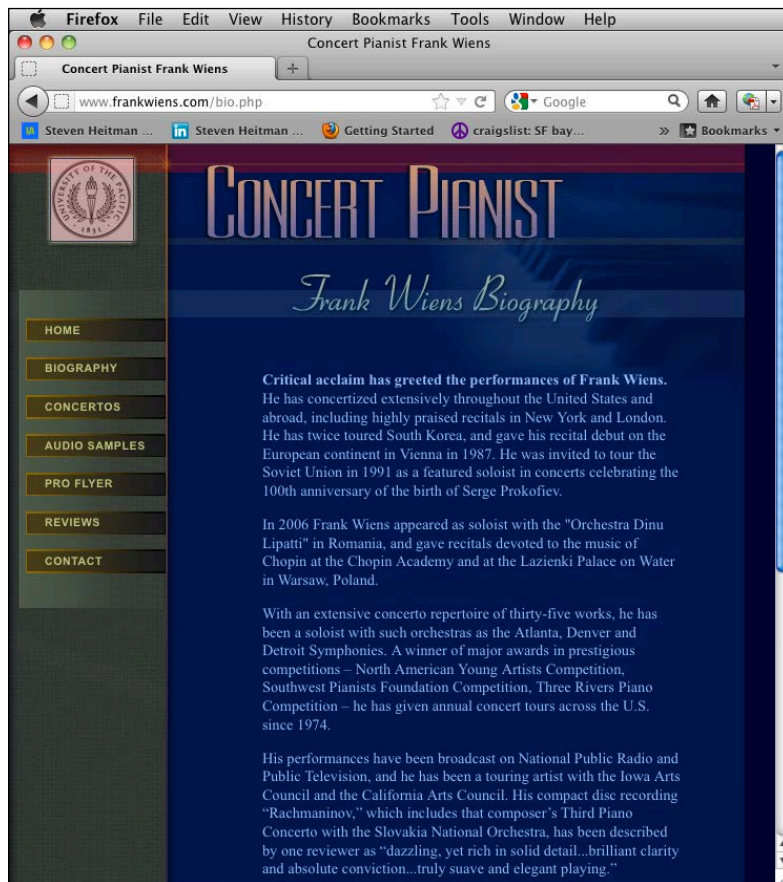 Firefox File Edit View History Bookmarks Tools Window Help
Concert Pianist Frank Wiens
Concert Pianist Frank Wiens
www.frankwiens.com/bio.php
Google
Steven Heitman ... Steven Heitman ... Getting Started craigslist: SF bay... » Bookmarks
UNIVERSITY OF THE PACIFIC
1851
CONCERT PIANIST
Frank Wiens Biography
HOME
BIOGRAPHY
CONCERTOS
AUDIO SAMPLES
PRO FLYER
REVIEWS
CONTACT
Critical acclaim has greeted the performances of Frank Wiens.
He has concertized extensively throughout the United States and
abroad, including highly praised recitals in New York and London.
He has twice toured South Korea, and gave his recital debut on the
European continent in Vienna in 1987. He was invited to tour the
Soviet Union in 1991 as a featured soloist in concerts celebrating the
100th anniversary of the birth of Serge Prokofiev.
In 2006 Frank Wiens appeared as soloist with the "Orchestra Dinu
Lipatti" in Romania, and gave recitals devoted to the music of
Chopin at the Chopin Academy and at the Lazienki Palace on Water
in Warsaw, Poland.
With an extensive concerto repertoire of thirty-five works, he has
been a soloist with such orchestras as the Atlanta, Denver and
Detroit Symphonies. A winner of major awards in prestigious
competitions – North American Young Artists Competition,
Southwest Pianists Foundation Competition, Three Rivers Piano
Competition – he has given annual concert tours across the U.S.
since 1974.
His performances have been broadcast on National Public Radio and
Public Television, and he has been a touring artist with the Iowa Arts
Council and the California Arts Council. His compact disc recording
“Rachmaninov,” which includes that composer’s Third Piano
Concerto with the Slovakia National Orchestra, has been described
by one reviewer as “dazzling, yet rich in solid detail...brilliant clarity
and absolute conviction...truly suave and elegant playing.”